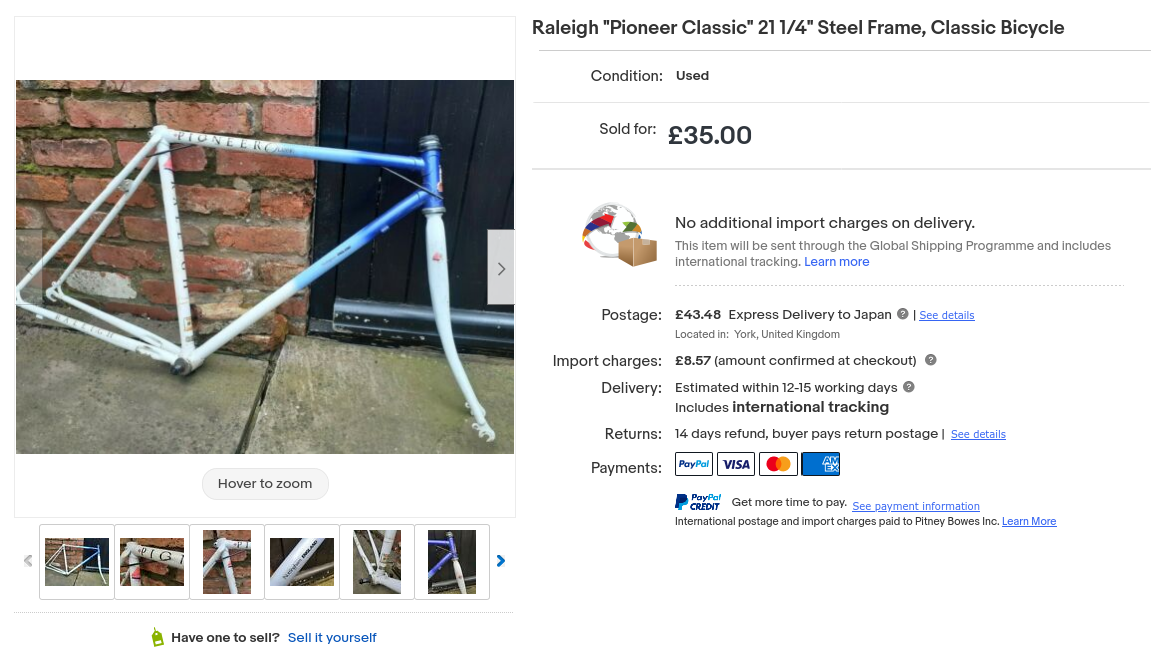 Raleigh "Pioneer Classic" 21 1/4" Steel Frame, Classic Bicycle
Condition: Used
Sold for: £35.00
PIONEER
RALEIGH
No additional import charges on delivery.
This item will be sent through the Global Shipping Programme and includes
international tracking. Learn more
Postage: £43.48 Express Delivery to Japan ? | See details
Located in: York, United Kingdom
Import charges: £8.57 (amount confirmed at checkout) ?
Delivery: Estimated within 12-15 working days ?
Includes international tracking
Returns: 14 days refund, buyer pays return postage | See details
Payments: PayPal VISA AMEX
PayPal CREDIT Get more time to pay. See payment information
International postage and import charges paid to Pitney Bowes Inc. Learn More
Hover to zoom
ENGLAND
Have one to sell? Sell it yourself